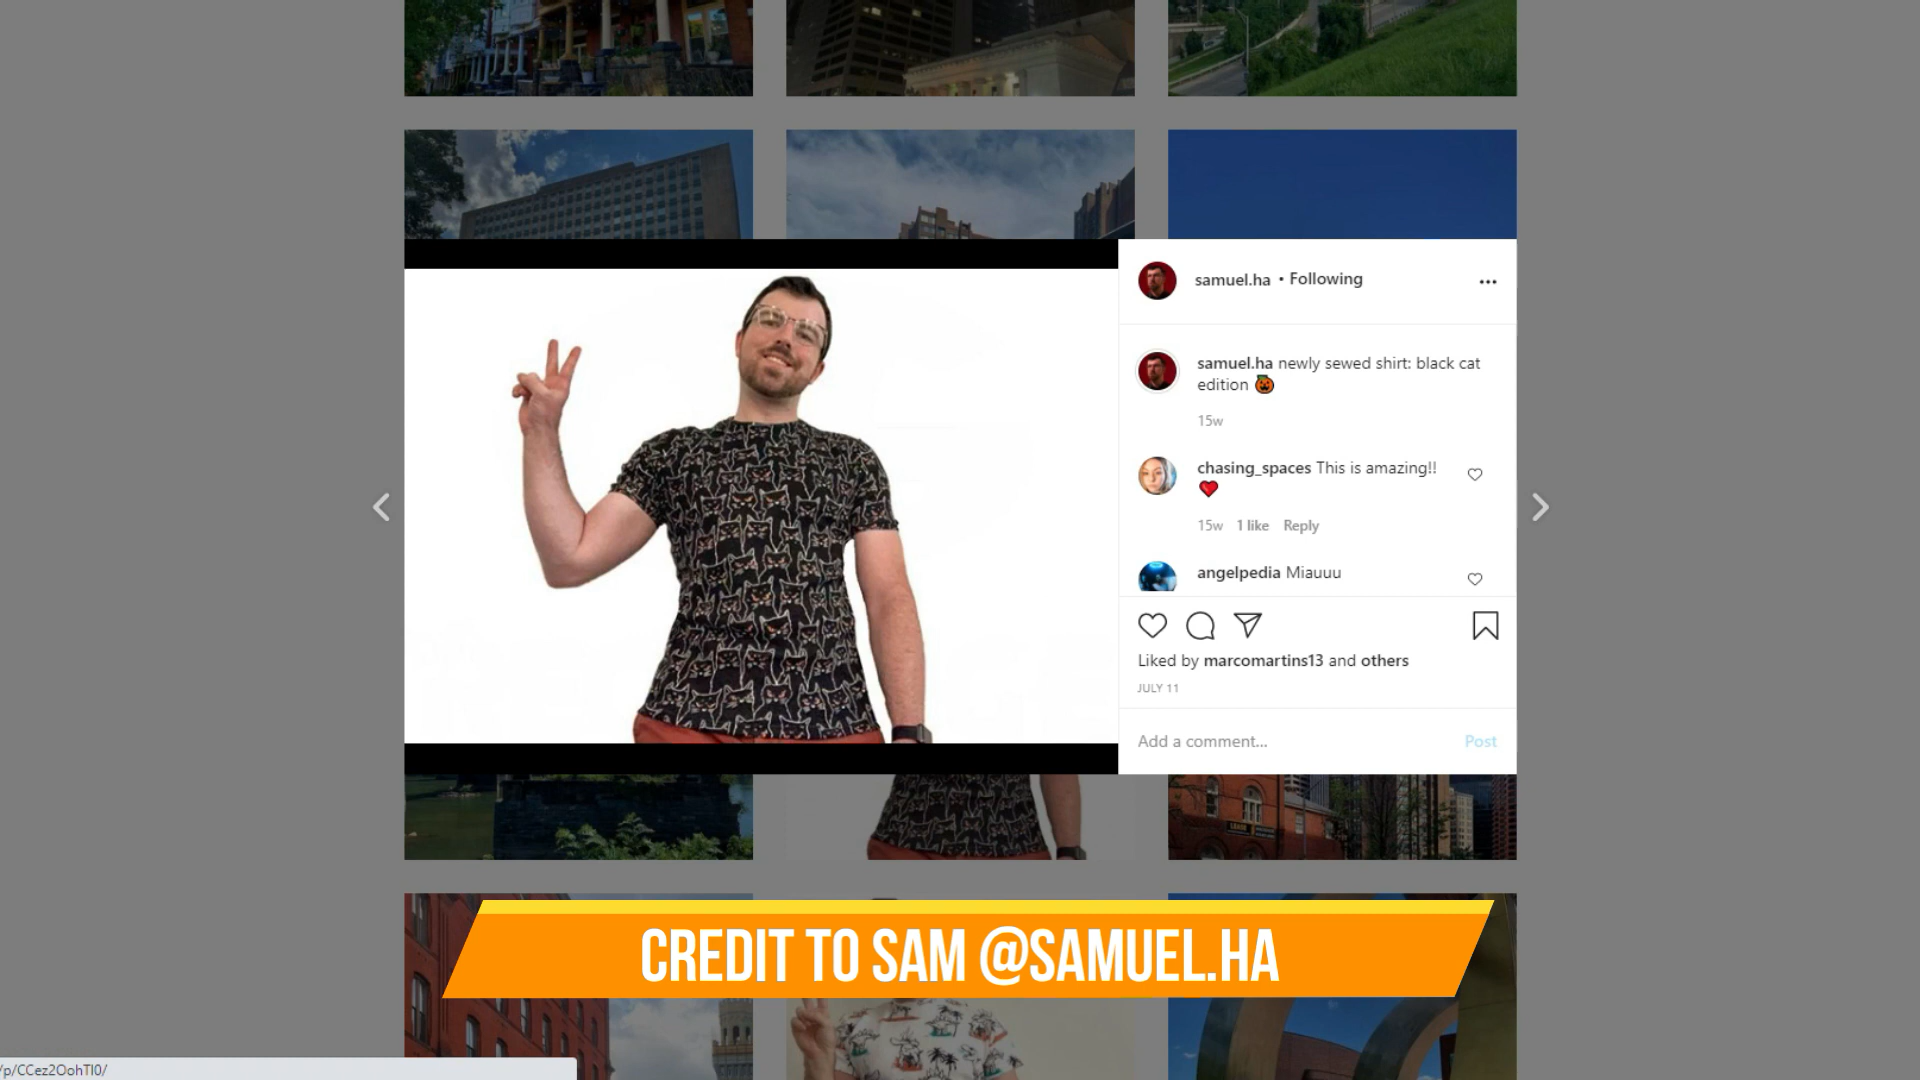 samuel.ha • Following
samuel.ha newly sewed shirt: black cat
edition
15w
chasing_spaces This is amazing!!
15w 1 like Reply
angelpedia Miauuu
Liked by marcomartins13 and others
JULY 11
Add a comment... Post
CREDIT TO SAM @SAMUEL.HA
/p/CCez2OohTl0/